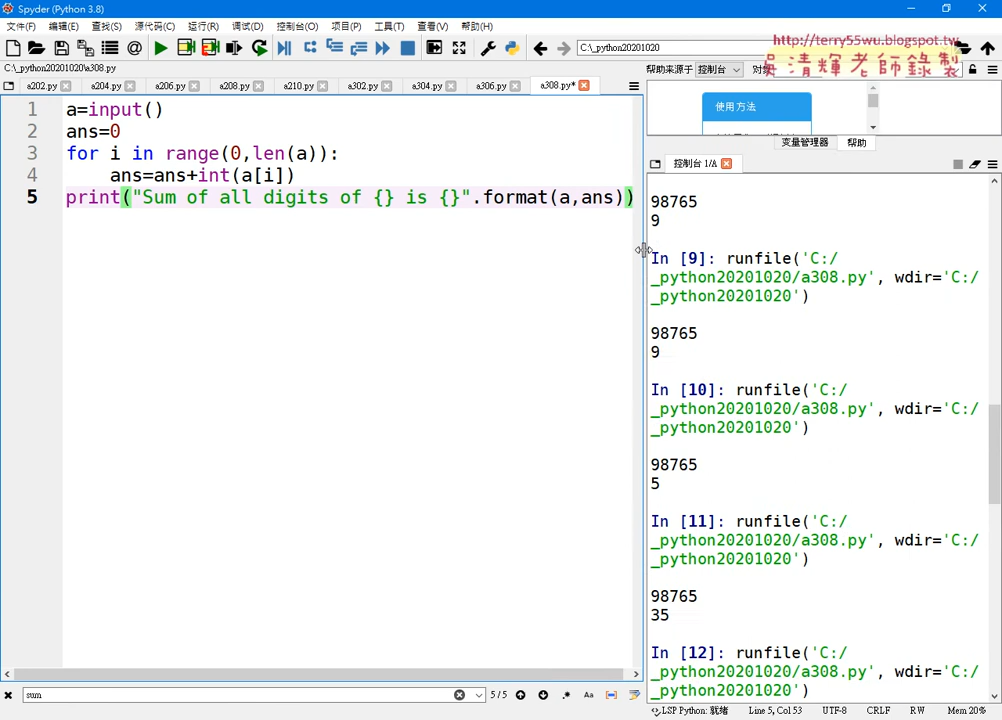 Spyder (Python 3.8)
文件(F) 编辑(E) 查找(S) 源代码(C) 运行(R) 调试(D) 控制台(O) 项目(P) 工具(T) 查看(V) 帮助(H)
C:\_python20201020
http://terry55wu.blogspot.tw
吳清輝老師錄製
C:\_python20201020\a308.py
帮助来源于 控制台 对象
a202.py a204.py a206.py a208.py a210.py a302.py a304.py a306.py a308.py*
使用方法
变量管理器 帮助
控制台 1/A
1 a=input()
2 ans=0
3 for i in range(0,len(a)):
4 ans=ans+int(a[i])
5 print("Sum of all digits of {} is {}".format(a,ans))
98765
9
In [9]: runfile('C:/
_python20201020/a308.py', wdir='C:/
_python20201020')
98765
9
In [10]: runfile('C:/
_python20201020/a308.py', wdir='C:/
_python20201020')
98765
5
In [11]: runfile('C:/
_python20201020/a308.py', wdir='C:/
_python20201020')
98765
35
In [12]: runfile('C:/
_python20201020/a308.py', wdir='C:/
_python20201020')
sum 5/5 Aa
LSP Python: 就绪 Line 5, Col 53 UTF-8 CRLF RW Mem 20%